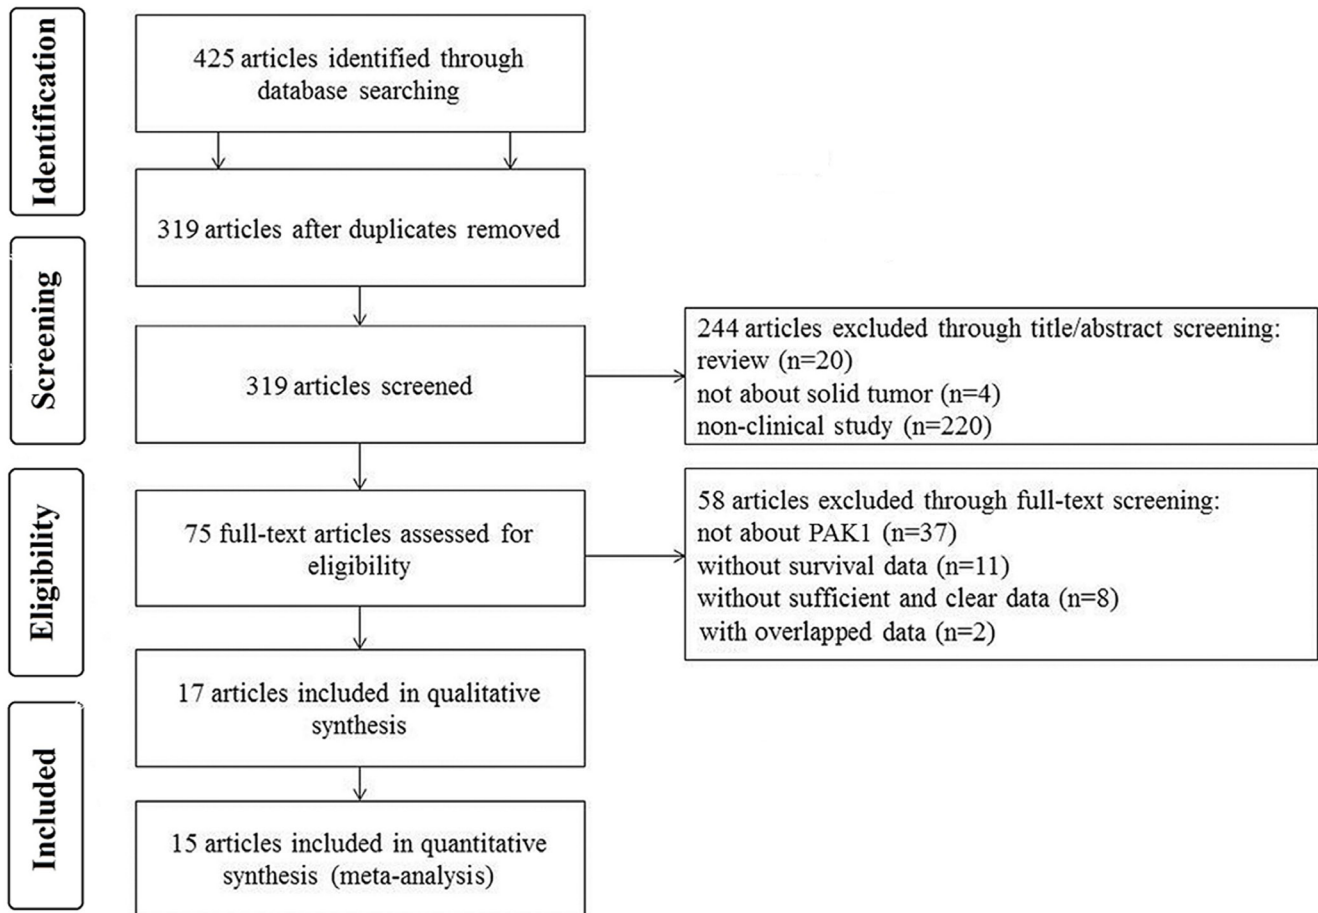 Identification
425 articles identified through
database searching
319 articles after duplicates removed
Screening
319 articles screened
244 articles excluded through title/abstract screening:
review (n=20)
not about solid tumor (n=4)
non-clinical study (n=220)
Eligibility
75 full-text articles assessed for
eligibility
58 articles excluded through full-text screening:
not about PAK1 (n=37)
without survival data (n=11)
without sufficient and clear data (n=8)
with overlapped data (n=2)
17 articles included in qualitative
synthesis
Included
15 articles included in quantitative
synthesis (meta-analysis)